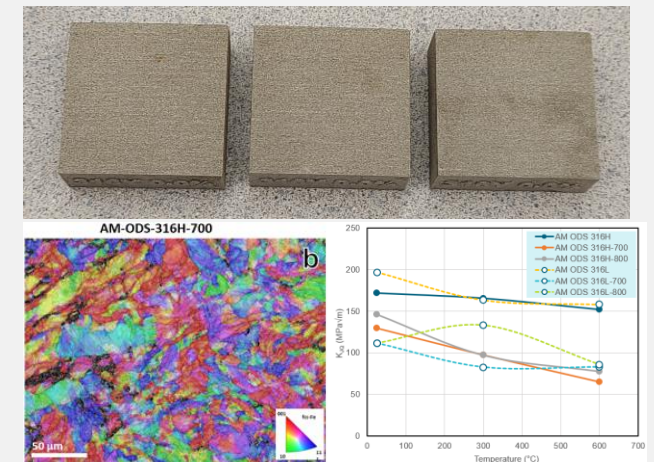 AM-ODS-316H-700
b
50 μm
001
250
200
150
100
50
0
K_JQ (MPa√m)
AM ODS 316H
AM ODS 316H-700
AM ODS 316H-800
AM ODS 316L
AM ODS 316L-700
AM ODS 316L-800
0 100 200 300 400 500 600 700
Temperature (°C)